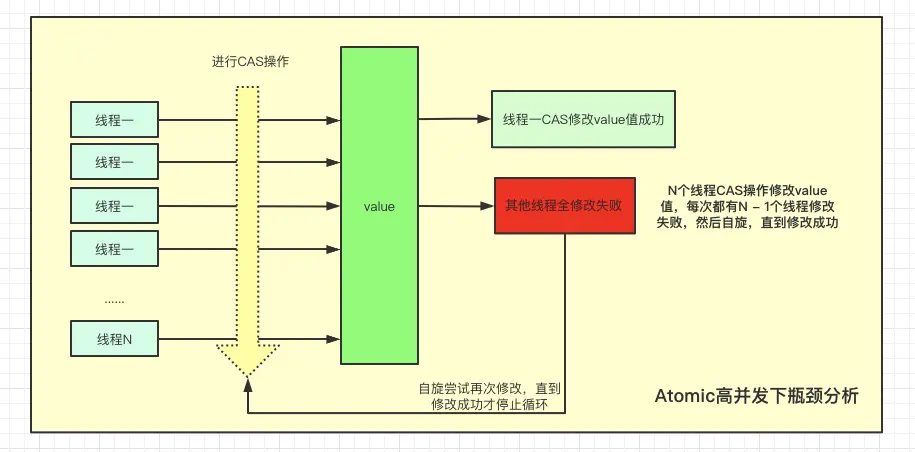 进行CAS操作
线程一
线程一
线程一
线程一
......
线程N
value
线程一CAS修改value值成功
其他线程全修改失败
N个线程CAS操作修改value
值，每次都有N - 1个线程修改
失败，然后自旋，直到修改成功
自旋尝试再次修改，直到
修改成功才停止循环
Atomic高并发下瓶颈分析